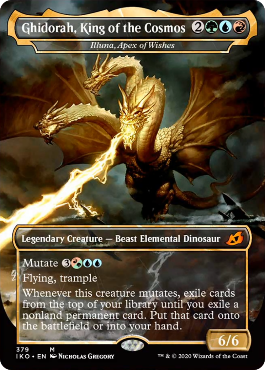 Ghidorah, King of the Cosmos 2
Illuna, Apex of Wishes
Legendary Creature — Beast Elemental Dinosaur
Mutate 3
Flying, trample
Whenever this creature mutates, exile cards
from the top of your library until you exile a
nonland permanent card. Put that card onto
the battlefield or into your hand.
6/6
379 M
IKO • EN NICHOLAS GREGORY
™ & © 2020 Wizards of the Coast